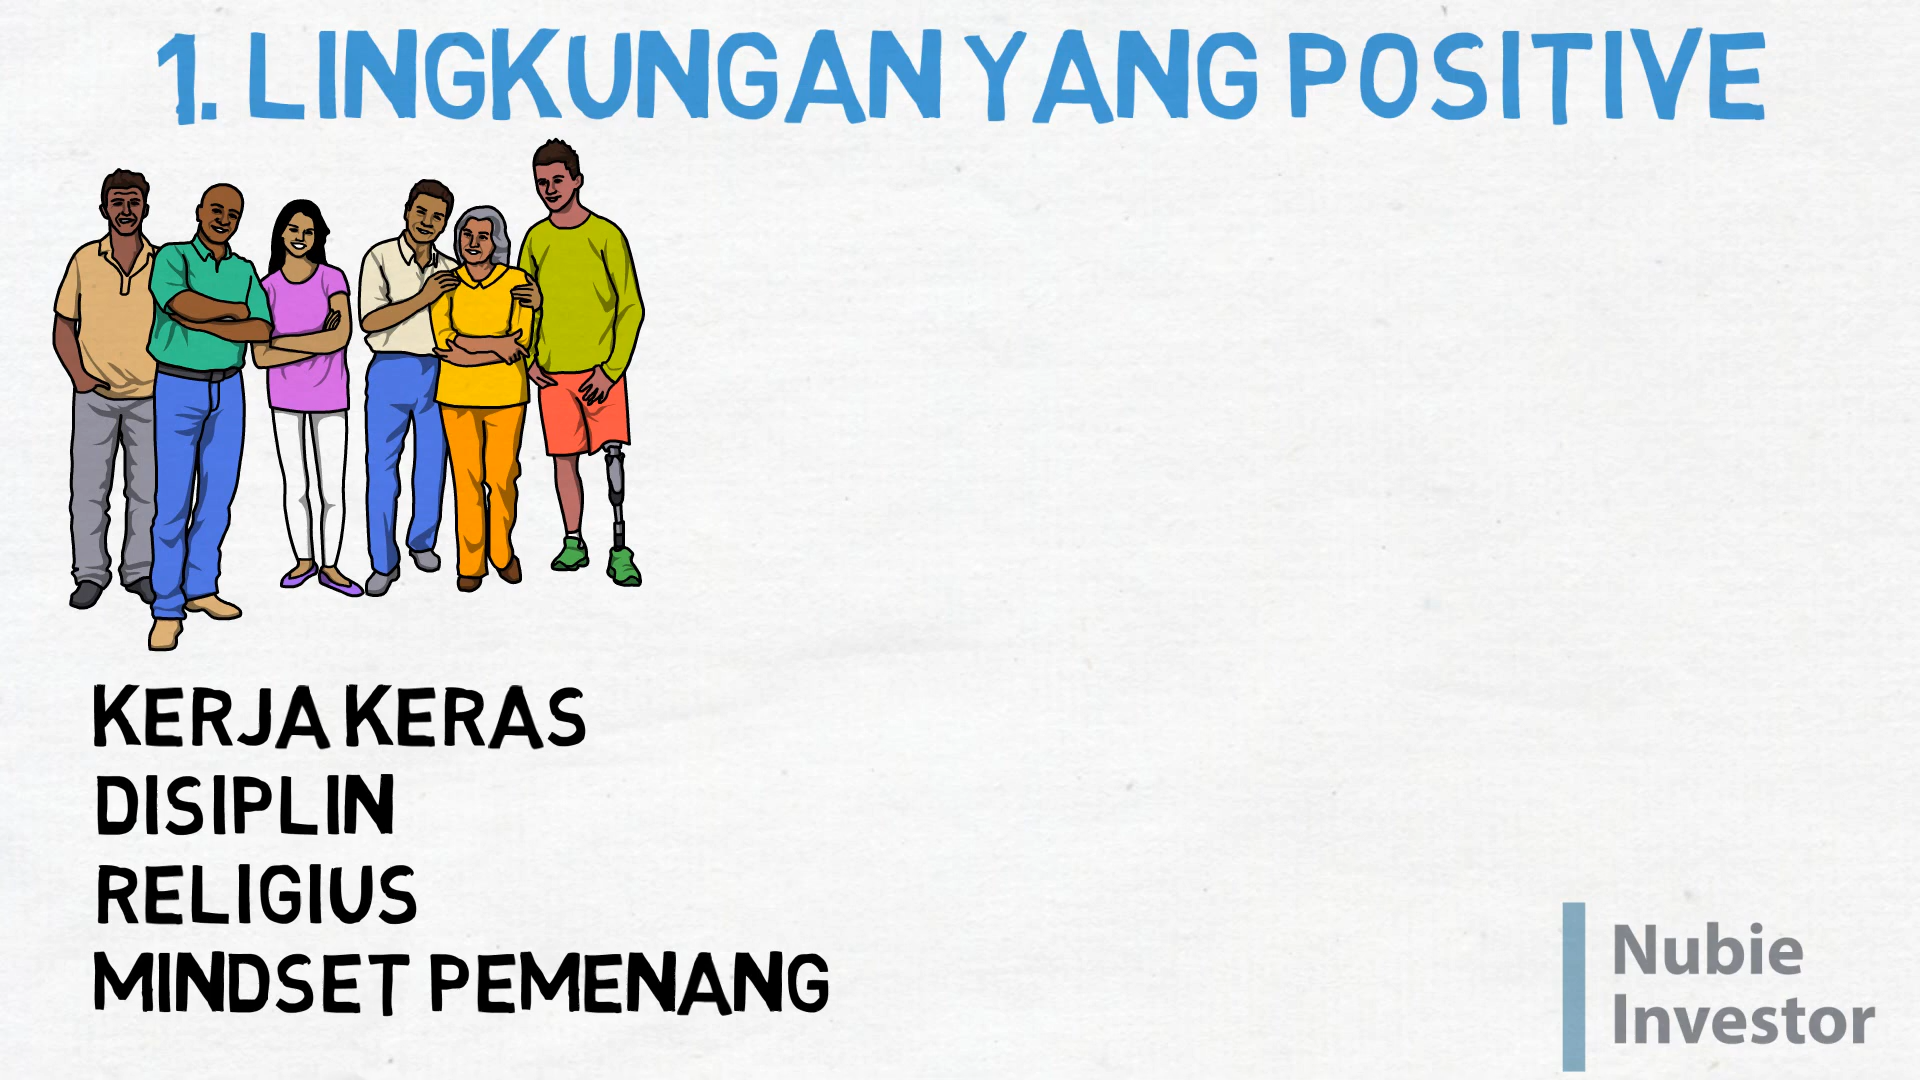 1. LINGKUNGAN YANG POSITIVE
KERJA KERAS
DISIPLIN
RELIGIUS
MINDSET PEMENANG
Nubie
Investor